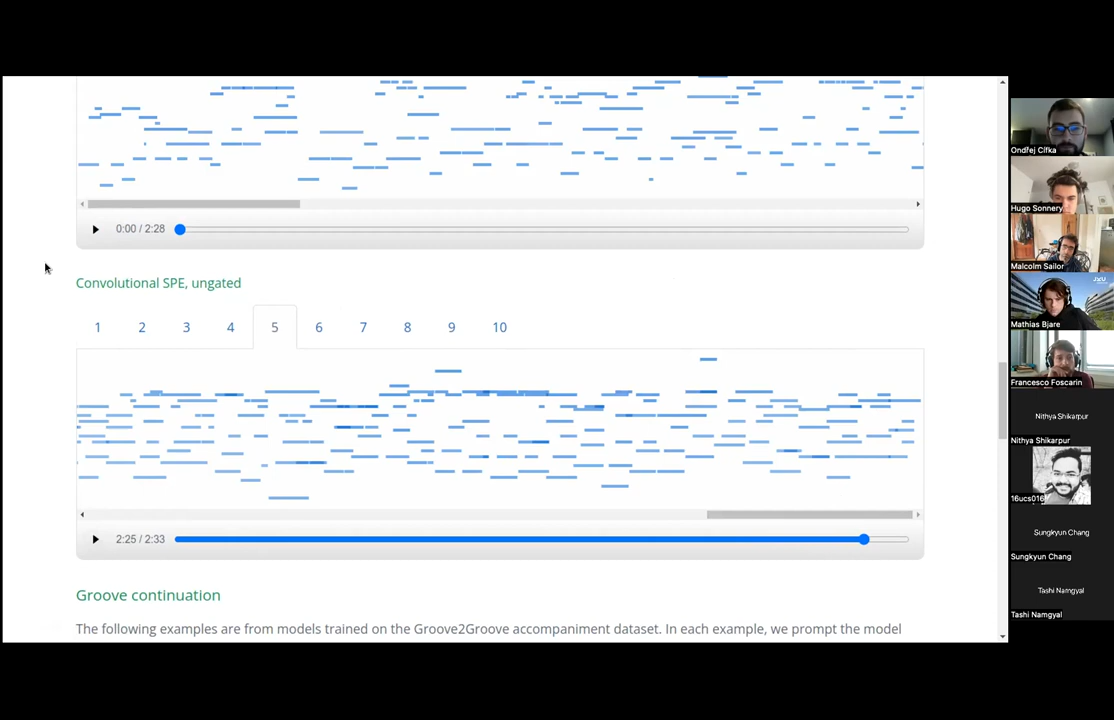 0:00 / 2:28
Convolutional SPE, ungated
1 2 3 4 5 6 7 8 9 10
2:25 / 2:33
Groove continuation
The following examples are from models trained on the Groove2Groove accompaniment dataset. In each example, we prompt the model
Ondřej Cífka
Hugo Sonnery
Malcolm Sailor
JKU
Mathias Bjare
Francesco Foscarin
Nithya Shikarpur
Nithya Shikarpur
16ucs016
Sungkyun Chang
Sungkyun Chang
Tashi Namgyal
Tashi Namgyal